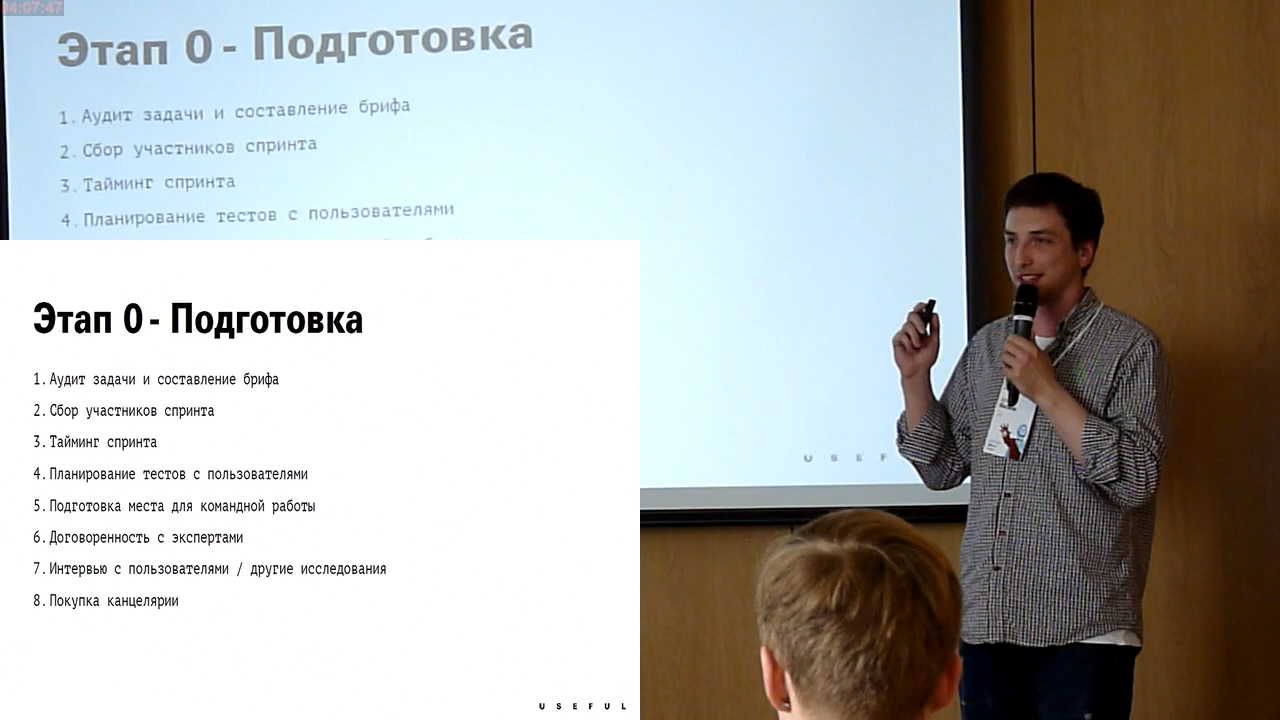 04:07:47
Этап 0 - Подготовка
1. Аудит задачи и составление брифа
2. Сбор участников спринта
3. Тайминг спринта
4. Планирование тестов с пользователями
U S E F
Этап 0 - Подготовка
1. Аудит задачи и составление брифа
2. Сбор участников спринта
3. Тайминг спринта
4. Планирование тестов с пользователями
5. Подготовка места для командной работы
6. Договоренность с экспертами
7. Интервью с пользователями / другие исследования
8. Покупка канцелярии
U S E F U L